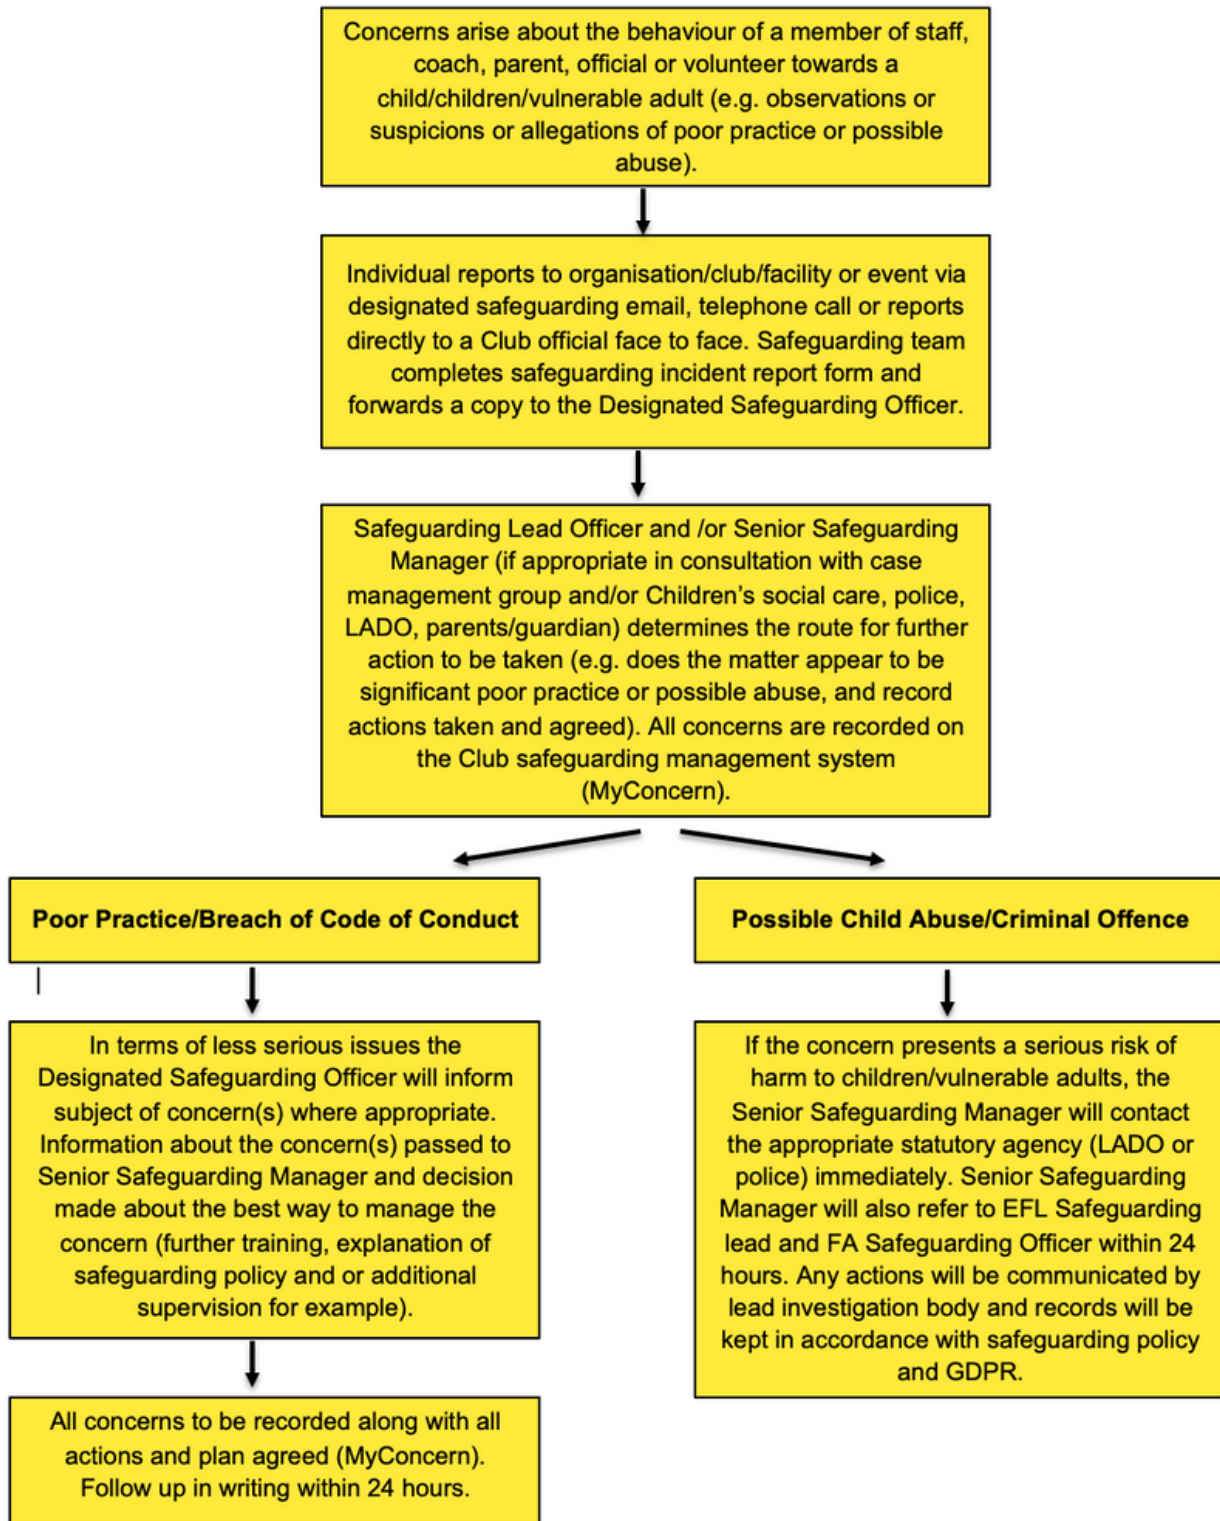 Concerns arise about the behaviour of a member of staff,
coach, parent, official or volunteer towards a
child/children/vulnerable adult (e.g. observations or
suspicions or allegations of poor practice or possible
abuse).
Individual reports to organisation/club/facility or event via
designated safeguarding email, telephone call or reports
directly to a Club official face to face. Safeguarding team
completes safeguarding incident report form and
forwards a copy to the Designated Safeguarding Officer.
Safeguarding Lead Officer and /or Senior Safeguarding
Manager (if appropriate in consultation with case
management group and/or Children's social care, police,
LADO, parents/guardian) determines the route for further
action to be taken (e.g. does the matter appear to be
significant poor practice or possible abuse, and record
actions taken and agreed). All concerns are recorded on
the Club safeguarding management system
(MyConcern).
Poor Practice/Breach of Code of Conduct
In terms of less serious issues the
Designated Safeguarding Officer will inform
subject of concern(s) where appropriate.
Information about the concern(s) passed to
Senior Safeguarding Manager and decision
made about the best way to manage the
concern (further training, explanation of
safeguarding policy and or additional
supervision for example).
All concerns to be recorded along with all
actions and plan agreed (MyConcern).
Follow up in writing within 24 hours.
Possible Child Abuse/Criminal Offence
If the concern presents a serious risk of
harm to children/vulnerable adults, the
Senior Safeguarding Manager will contact
the appropriate statutory agency (LADO or
police) immediately. Senior Safeguarding
Manager will also refer to EFL Safeguarding
lead and FA Safeguarding Officer within 24
hours. Any actions will be communicated by
lead investigation body and records will be
kept in accordance with safeguarding policy
and GDPR.